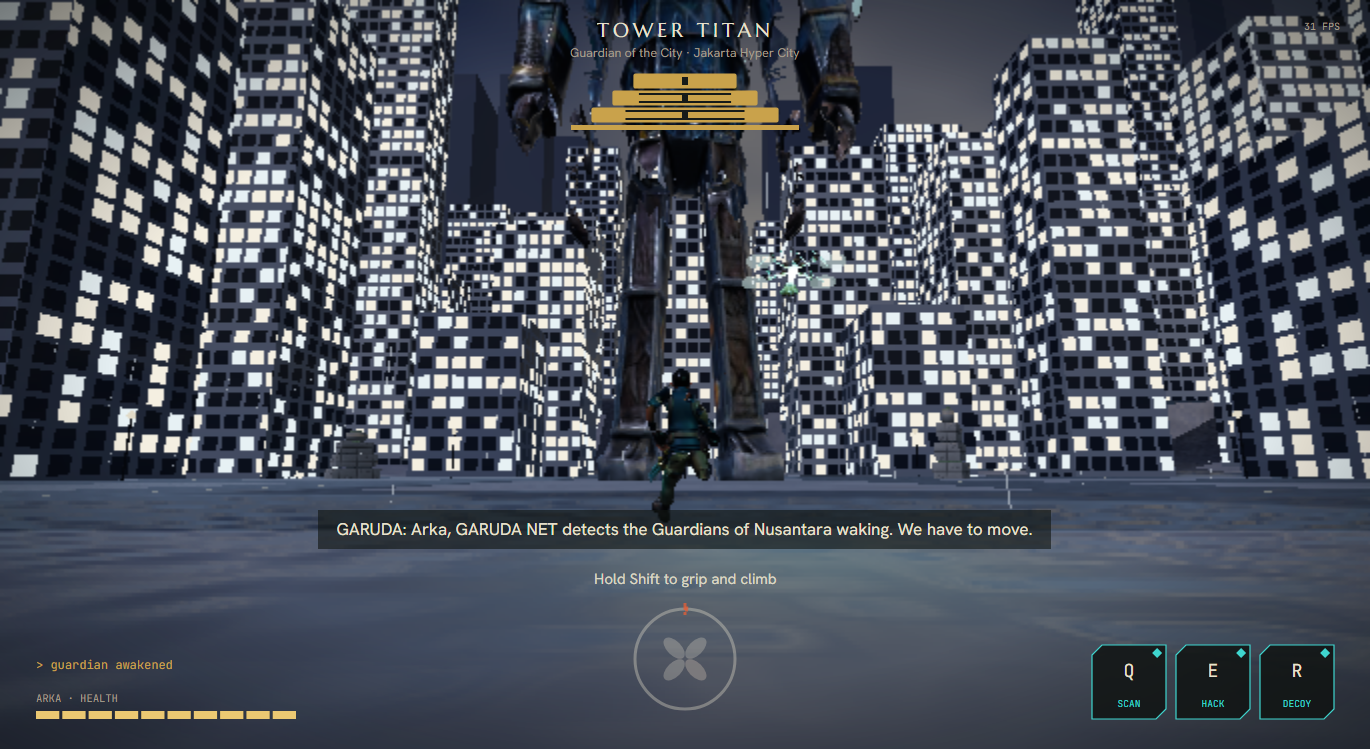 TOWER TITAN
31 FPS
Guardian of the City · Jakarta Hyper City
GARUDA: Arka, GARUDA NET detects the Guardians of Nusantara waking. We have to move.
Hold Shift to grip and climb
> guardian awakened
ARKA · HEALTH
Q
SCAN
E
HACK
R
DECOY